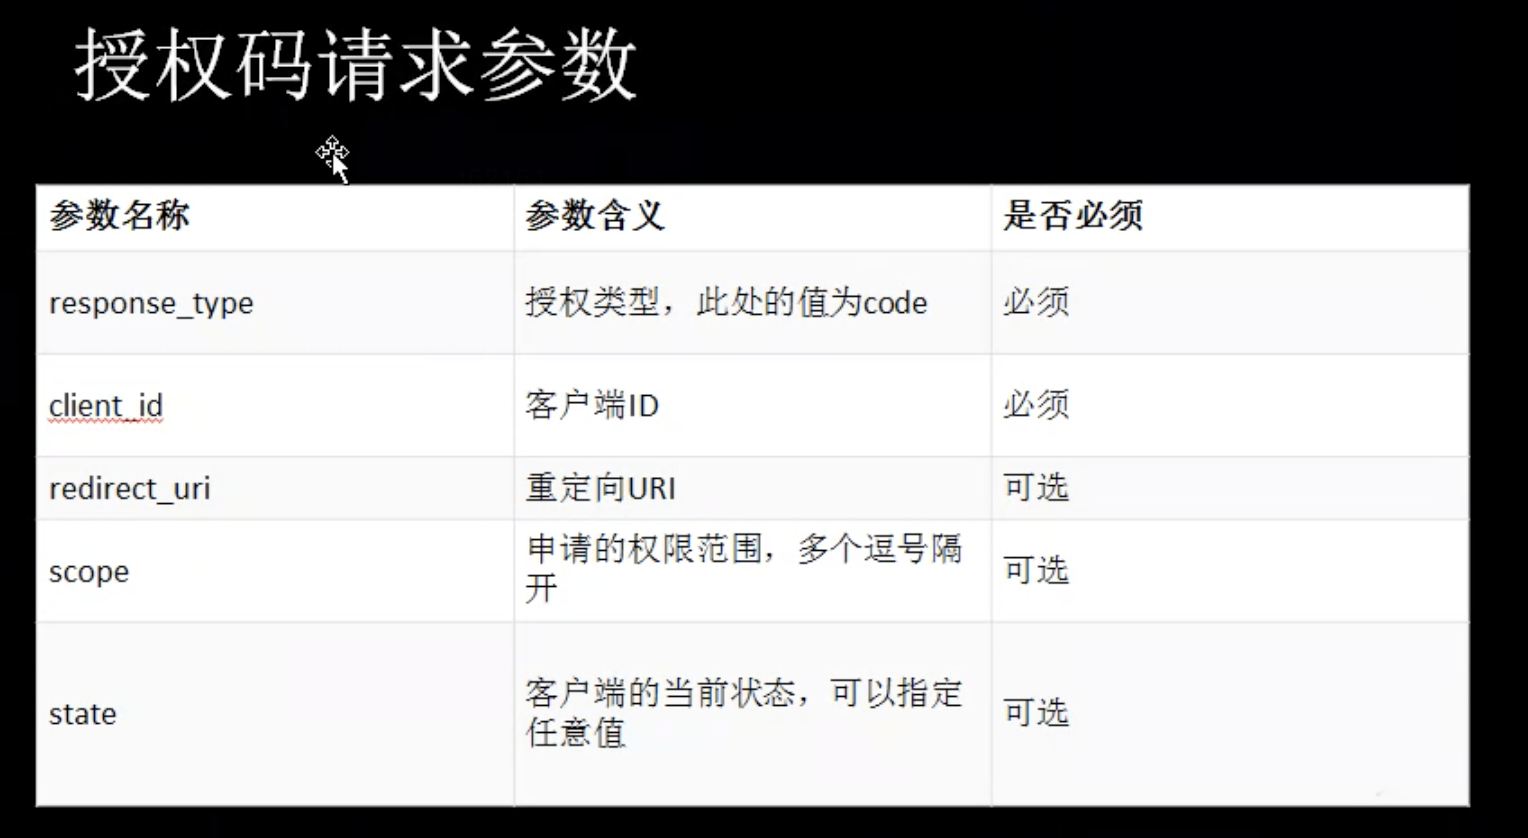 授权码请求参数
参数名称 参数含义 是否必须
response_type 授权类型，此处的值为code 必须
client_id 客户端ID 必须
redirect_uri 重定向URI 可选
scope 申请的权限范围，多个逗号隔
开 可选
state 客户端的当前状态，可以指定
任意值 可选